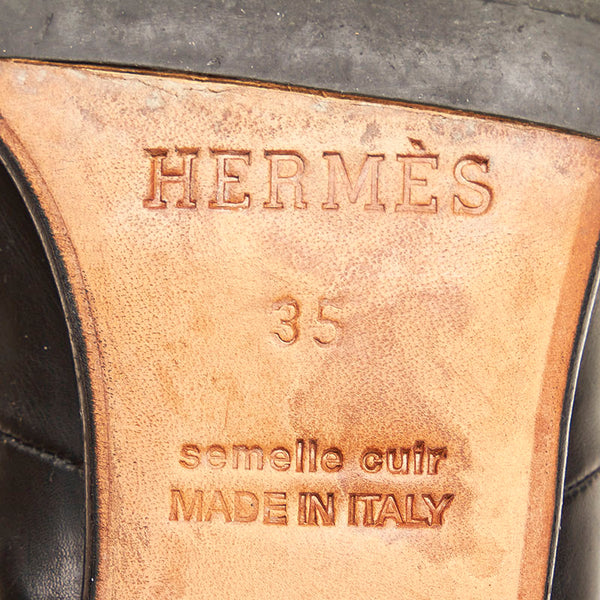 HERMÈS
35
semelle cuir
MADE IN ITALY